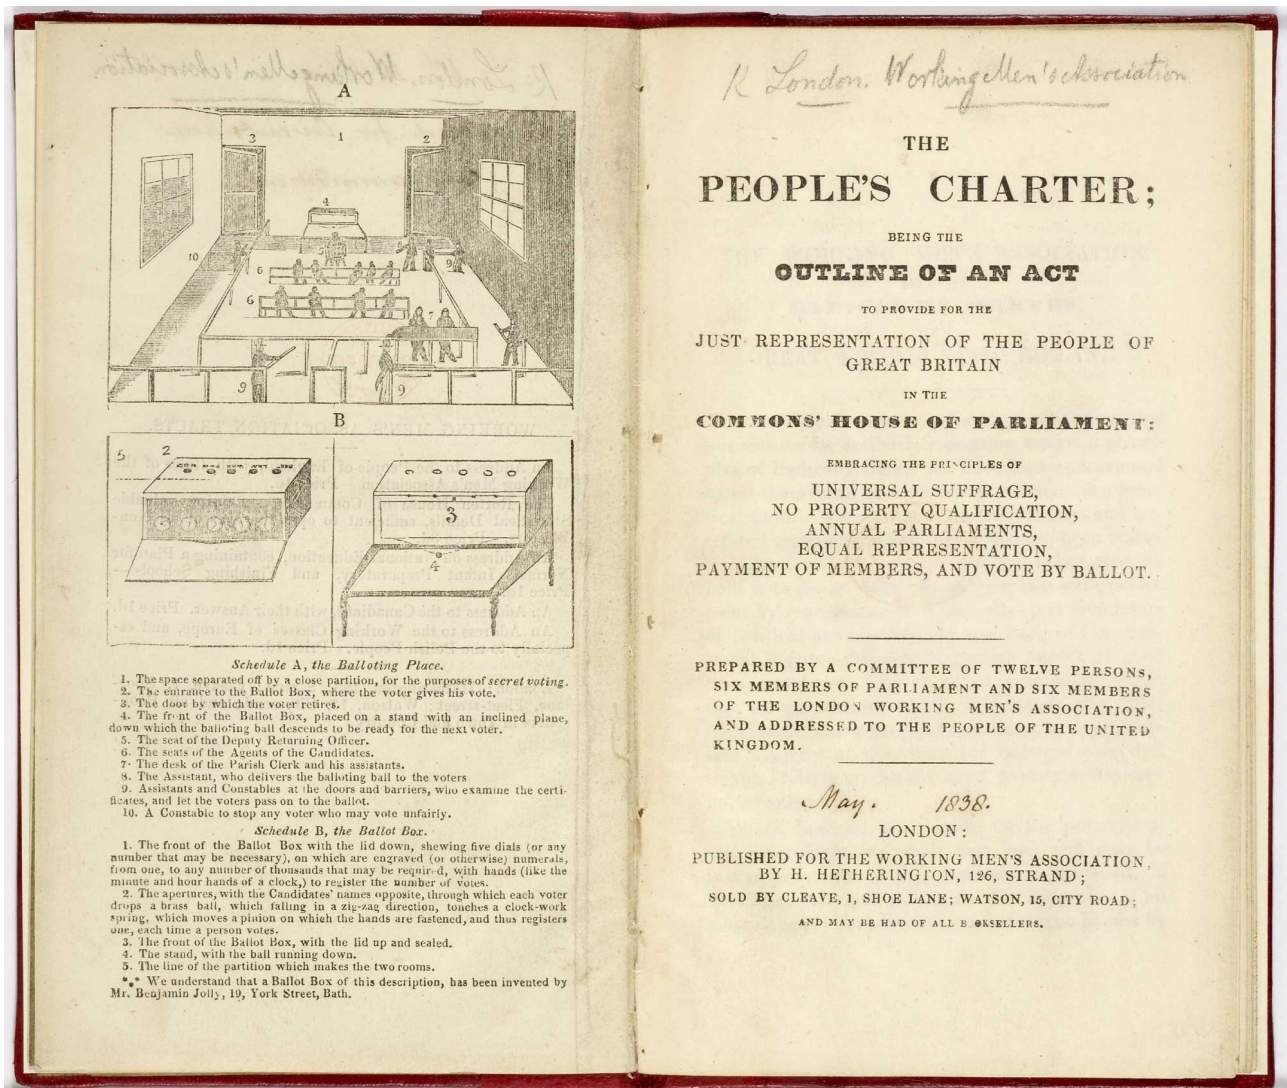 A
1
2
3
4
5
6
6
7
8
9
9
9
10
B
5
2
3
4
Schedule A, the Balloting Place.
1. The space separated off by a close partition, for the purposes of secret voting.
2. The entrance to the Ballot Box, where the voter gives his vote.
3. The door by which the voter retires.
4. The front of the Ballot Box, placed on a stand with an inclined plane,
down which the balloting ball descends to be ready for the next voter.
5. The seat of the Deputy Returning Officer.
6. The seats of the Agents of the Candidates.
7. The desk of the Parish Clerk and his assistants.
8. The Assistant, who delivers the balloting ball to the voters
9. Assistants and Constables at the doors and barriers, who examine the certi-
ficates, and let the voters pass on to the ballot.
10. A Constable to stop any voter who may vote unfairly.
Schedule B, the Ballot Box.
1. The front of the Ballot Box with the lid down, shewing five dials (or any
number that may be necessary), on which are engraved (or otherwise) numerals,
from one, to any number of thousands that may be required, with hands (like the
minute and hour hands of a clock,) to register the number of votes.
2. The apertures, with the Candidates' names opposite, through which each voter
drops a brass ball, which falling in a zig-zag direction, touches a clock-work
spring, which moves a pinion on which the hands are fastened, and thus registers
one, each time a person votes.
3. The front of the Ballot Box, with the lid up and sealed.
4. The stand, with the ball running down.
5. The line of the partition which makes the two rooms.
*** We understand that a Ballot Box of this description, has been invented by
Mr. Benjamin Jolly, 19, York Street, Bath.
R London. Working Men's Association
THE
PEOPLE'S CHARTER;
BEING THE
OUTLINE OF AN ACT
TO PROVIDE FOR THE
JUST REPRESENTATION OF THE PEOPLE OF
GREAT BRITAIN
IN THE
COMMONS' HOUSE OF PARLIAMENT:
EMBRACING THE PRINCIPLES OF
UNIVERSAL SUFFRAGE,
NO PROPERTY QUALIFICATION,
ANNUAL PARLIAMENTS,
EQUAL REPRESENTATION,
PAYMENT OF MEMBERS, AND VOTE BY BALLOT.
PREPARED BY A COMMITTEE OF TWELVE PERSONS,
SIX MEMBERS OF PARLIAMENT AND SIX MEMBERS
OF THE LONDON WORKING MEN'S ASSOCIATION,
AND ADDRESSED TO THE PEOPLE OF THE UNITED
KINGDOM.
May. 1838.
LONDON:
PUBLISHED FOR THE WORKING MEN'S ASSOCIATION,
BY H. HETHERINGTON, 126, STRAND;
SOLD BY CLEAVE, 1, SHOE LANE; WATSON, 15, CITY ROAD;
AND MAY BE HAD OF ALL BOOKSELLERS.